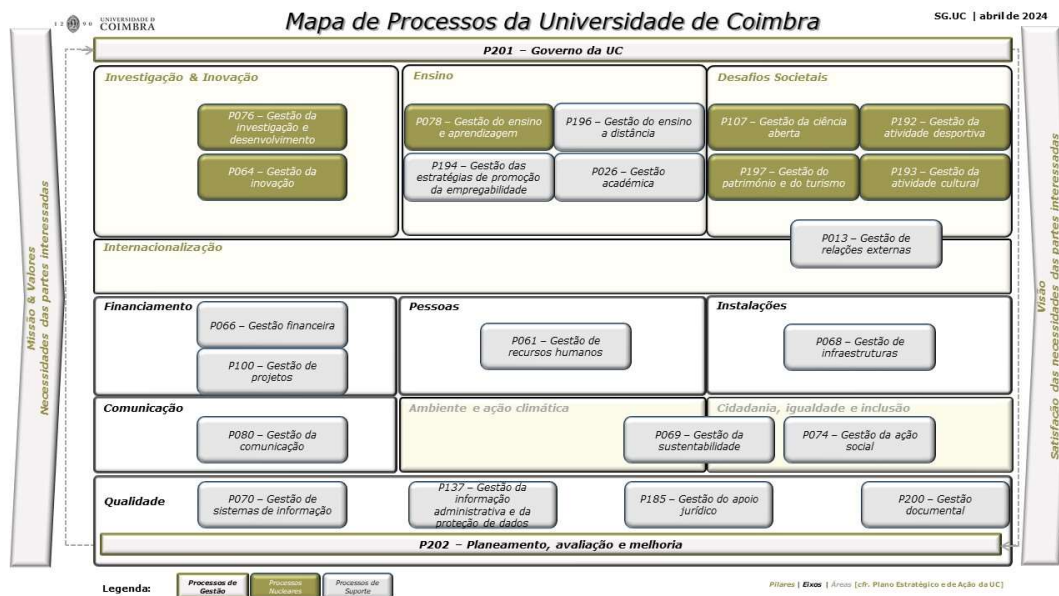 1 2 9 0 UNIVERSIDADE D
COIMBRA
Mapa de Processos da Universidade de Coimbra
SG.UC | abril de 2024
P201 – Governo da UC
Missão & Valores
Necessidades das partes interessadas
Investigação & Inovação
P076 – Gestão da
investigação e
desenvolvimento
P064 – Gestão da
inovação
Ensino
P078 – Gestão do ensino
e aprendizagem
P196 – Gestão do ensino
a distância
P194 – Gestão das
estratégias de promoção
da empregabilidade
P026 – Gestão
académica
Desafios Societais
P107 – Gestão da ciência
aberta
P192 – Gestão da
atividade desportiva
P197 – Gestão do
património e do turismo
P193 – Gestão da
atividade cultural
Internacionalização
P013 – Gestão de
relações externas
Financiamento
P066 – Gestão financeira
P100 – Gestão de
projetos
Pessoas
P061 – Gestão de
recursos humanos
Instalações
P068 – Gestão de
infraestruturas
Comunicação
P080 – Gestão da
comunicação
Ambiente e ação climática
P069 – Gestão da
sustentabilidade
Cidadania, igualdade e inclusão
P074 – Gestão da ação
social
Qualidade
P070 – Gestão de
sistemas de informação
P137 – Gestão da
informação
administrativa e da
proteção de dados
P185 – Gestão do apoio
jurídico
P200 – Gestão
documental
P202 – Planeamento, avaliação e melhoria
Visão
Satisfação das necessidades das partes interessadas
Legenda:
Processos de
Gestão
Processos
Nucleares
Processos de
Suporte
Pilares | Eixos | Áreas [cfr. Plano Estratégico e de Ação da UC]